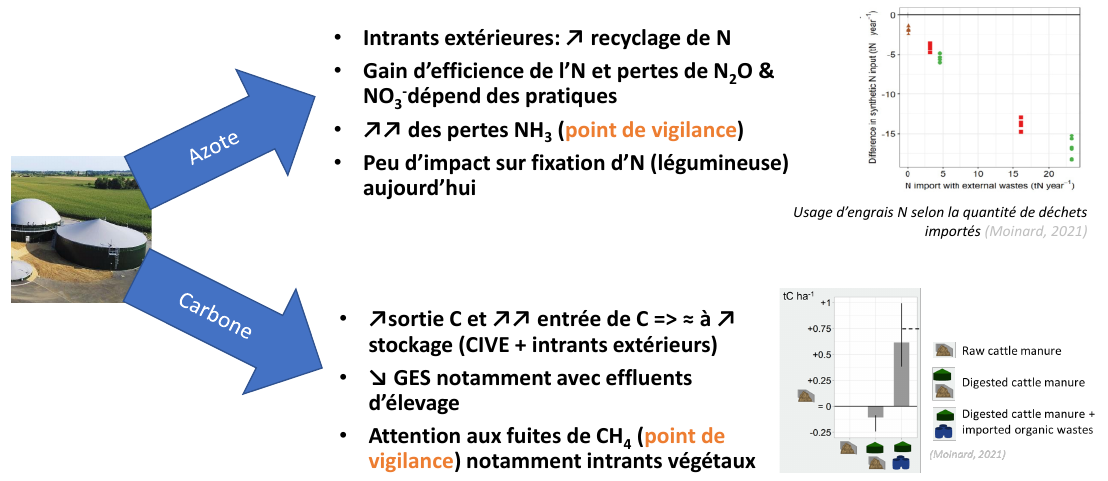 Azote
• Intrants extérieures: ↗ recyclage de N
• Gain d’efficience de l’N et pertes de N₂O &
NO₃⁻dépend des pratiques
• ↗↗ des pertes NH₃ (point de vigilance)
• Peu d’impact sur fixation d’N (légumineuse)
aujourd’hui
Difference in synthetic N input (tN year⁻¹)
0
-5
-10
-15
0 5 10 15 20
N import with external wastes (tN year⁻¹)
Usage d’engrais N selon la quantité de déchets
importés (Moinard, 2021)
Carbone
• ↗sortie C et ↗↗ entrée de C => ≈ à ↗
stockage (CIVE + intrants extérieurs)
• ↘ GES notamment avec effluents
d’élevage
• Attention aux fuites de CH₄ (point de
vigilance) notamment intrants végétaux
tC ha⁻¹
+1
+0.75
+0.5
+0.25
= 0
-0.25
Raw cattle manure
Digested cattle manure
Digested cattle manure +
imported organic wastes
(Moinard, 2021)